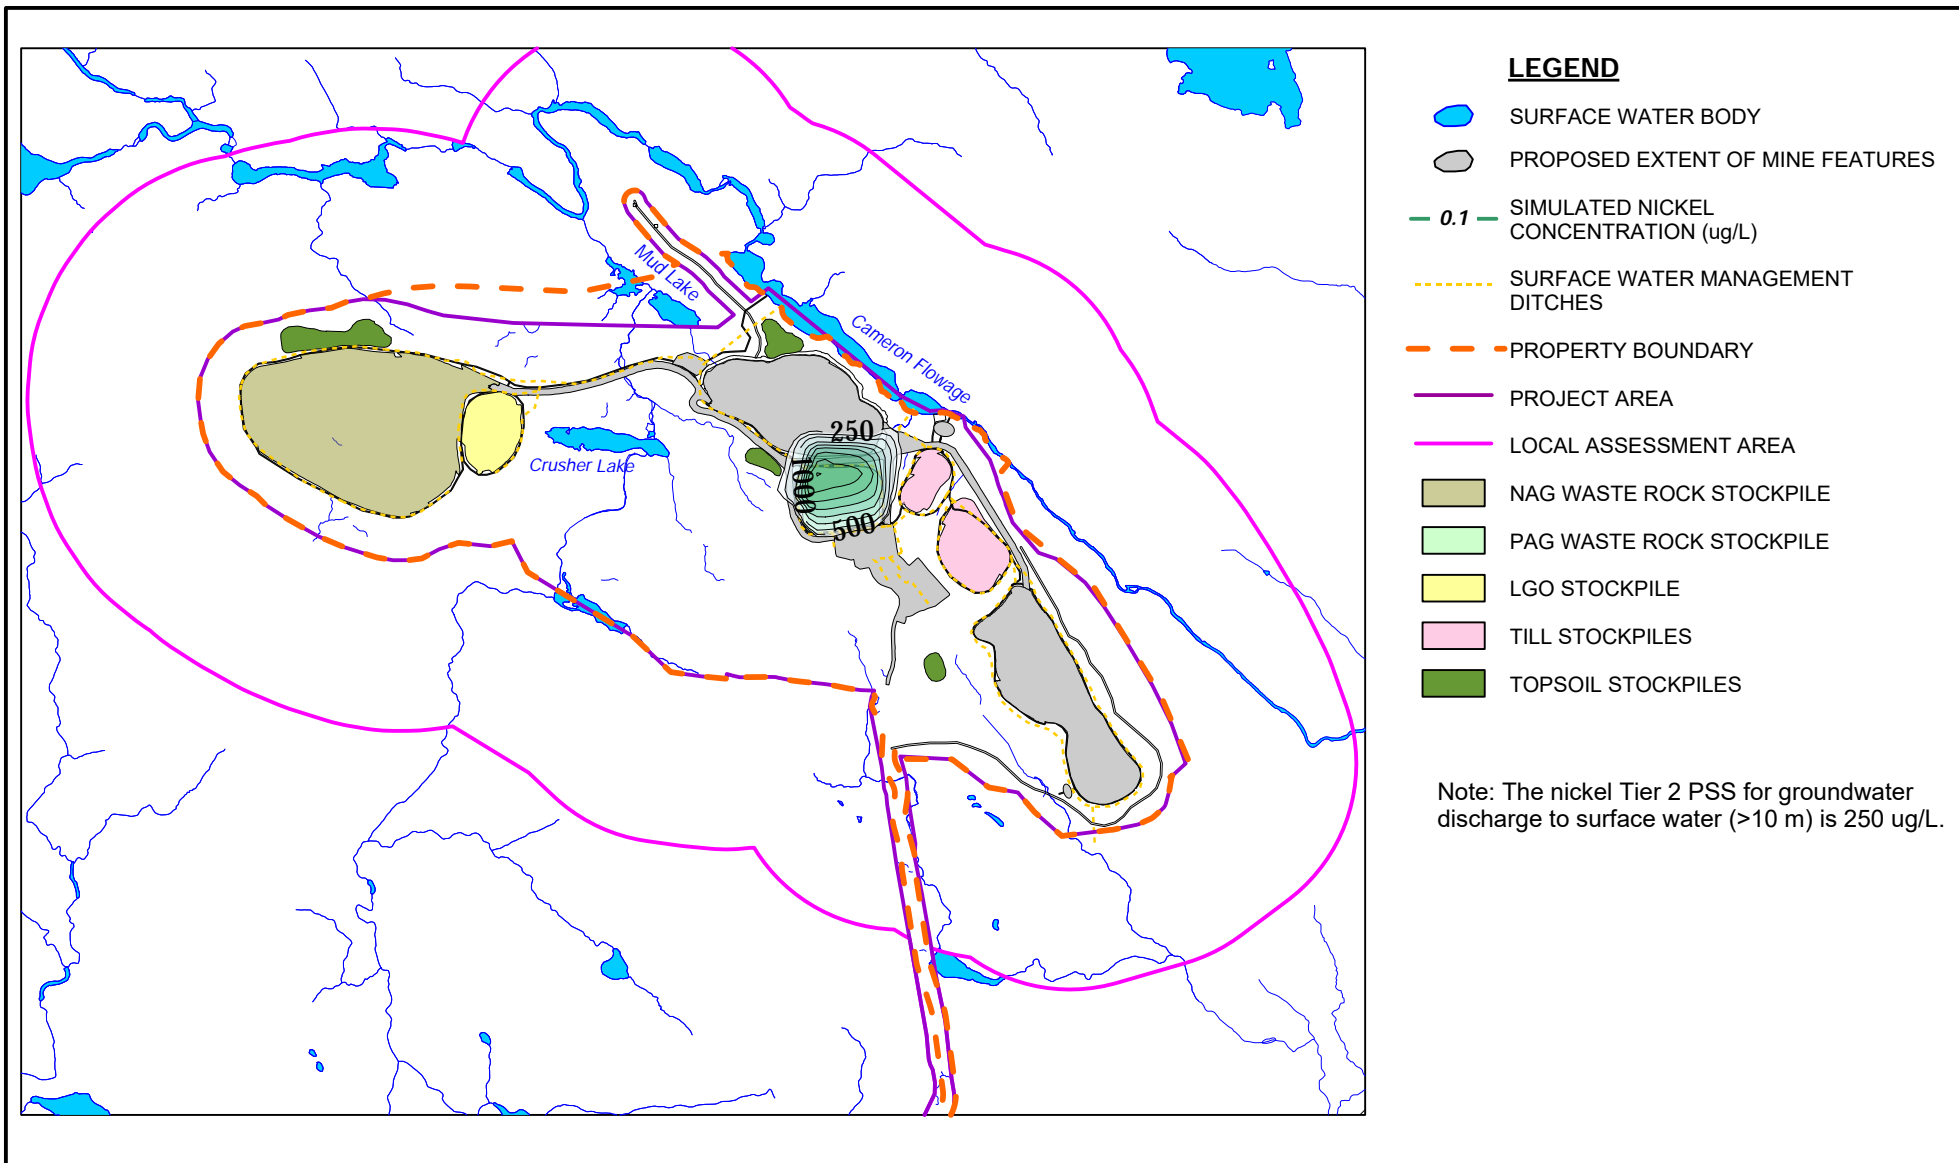 LEGEND
SURFACE WATER BODY
PROPOSED EXTENT OF MINE FEATURES
0.1
SIMULATED NICKEL
CONCENTRATION (ug/L)
SURFACE WATER MANAGEMENT
DITCHES
PROPERTY BOUNDARY
PROJECT AREA
LOCAL ASSESSMENT AREA
NAG WASTE ROCK STOCKPILE
PAG WASTE ROCK STOCKPILE
LGO STOCKPILE
TILL STOCKPILES
TOPSOIL STOCKPILES
Note: The nickel Tier 2 PSS for groundwater
discharge to surface water (>10 m) is 250 ug/L.
Mud Lake
Cameron Flowage
Crusher Lake
250
1000
500